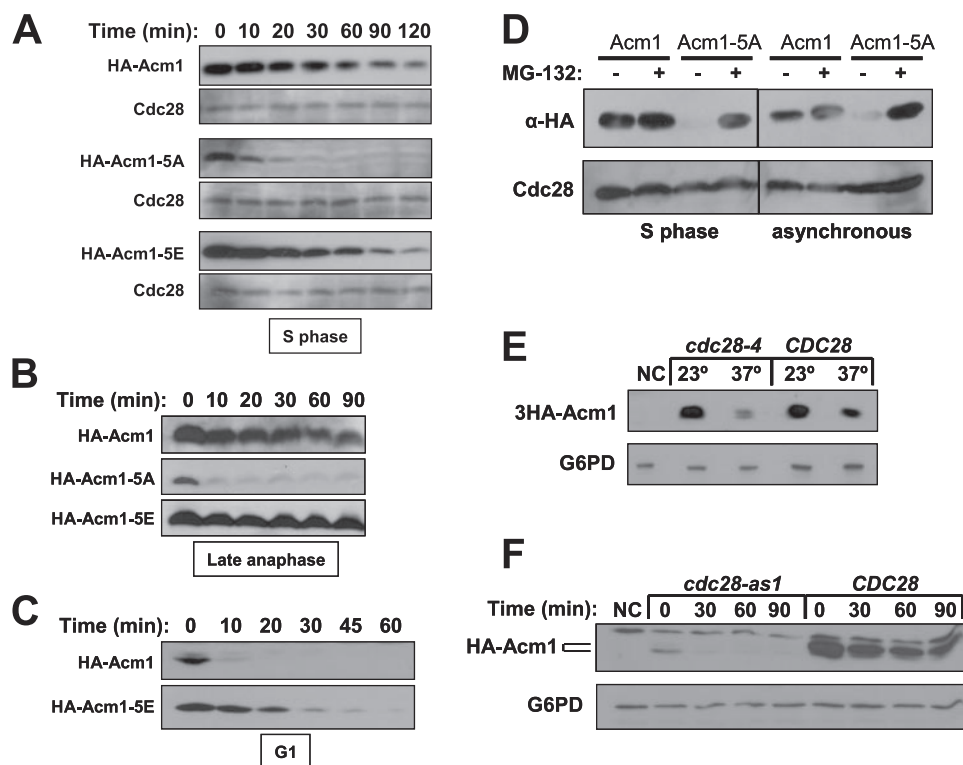 A
Time (min): 0 10 20 30 60 90 120
HA-Acm1
Cdc28
HA-Acm1-5A
Cdc28
HA-Acm1-5E
Cdc28
S phase
B
Time (min): 0 10 20 30 60 90
HA-Acm1
HA-Acm1-5A
HA-Acm1-5E
Late anaphase
C
Time (min): 0 10 20 30 45 60
HA-Acm1
HA-Acm1-5E
G1
D
Acm1 Acm1-5A Acm1 Acm1-5A
MG-132: - + - + - + - +
α-HA
Cdc28
S phase asynchronous
E
cdc28-4 CDC28
NC 23º 37º 23º 37º
3HA-Acm1
G6PD
F
cdc28-as1 CDC28
Time (min): NC 0 30 60 90 0 30 60 90
HA-Acm1
G6PD